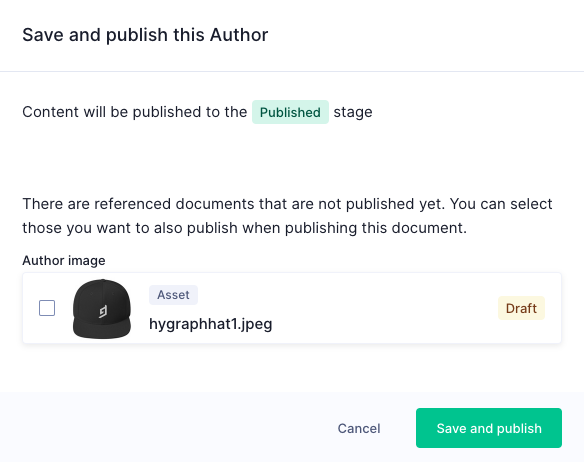 Save and publish this Author
Content will be published to the Published stage
There are referenced documents that are not published yet. You can select
those you want to also publish when publishing this document.
Author image
Asset
hygraphhat1.jpeg
Draft
Cancel
Save and publish